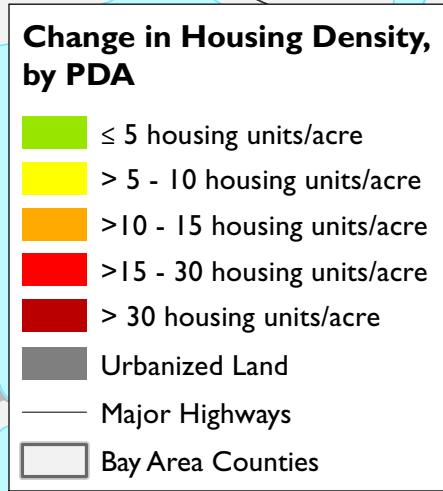 Change in Housing Density,
by PDA
≤ 5 housing units/acre
> 5 - 10 housing units/acre
>10 - 15 housing units/acre
>15 - 30 housing units/acre
> 30 housing units/acre
Urbanized Land
Major Highways
Bay Area Counties